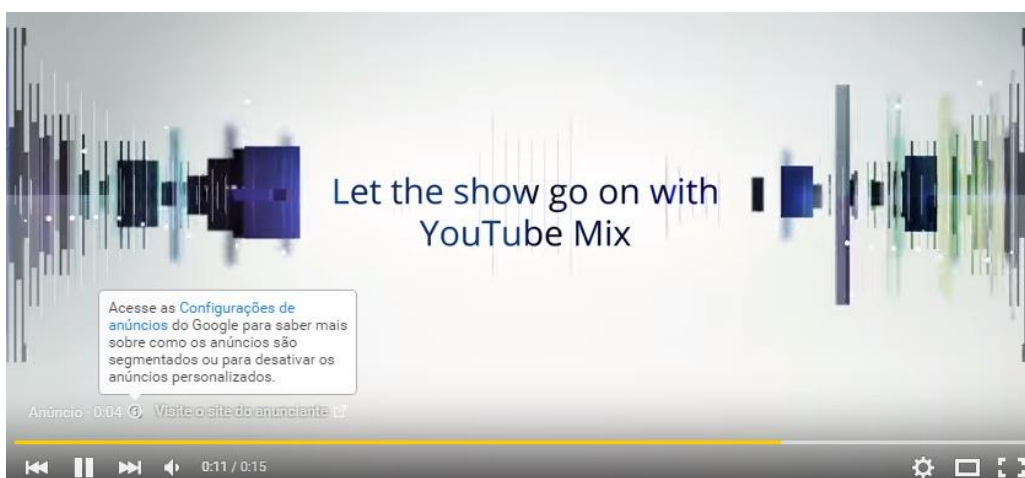 Let the show go on with
YouTube Mix
Acesse as Configurações de
anúncios do Google para saber mais
sobre como os anúncios são
segmentados ou para desativar os
anúncios personalizados.
Anúncio · 0:04 Visite o site do anunciante
0:11 / 0:15